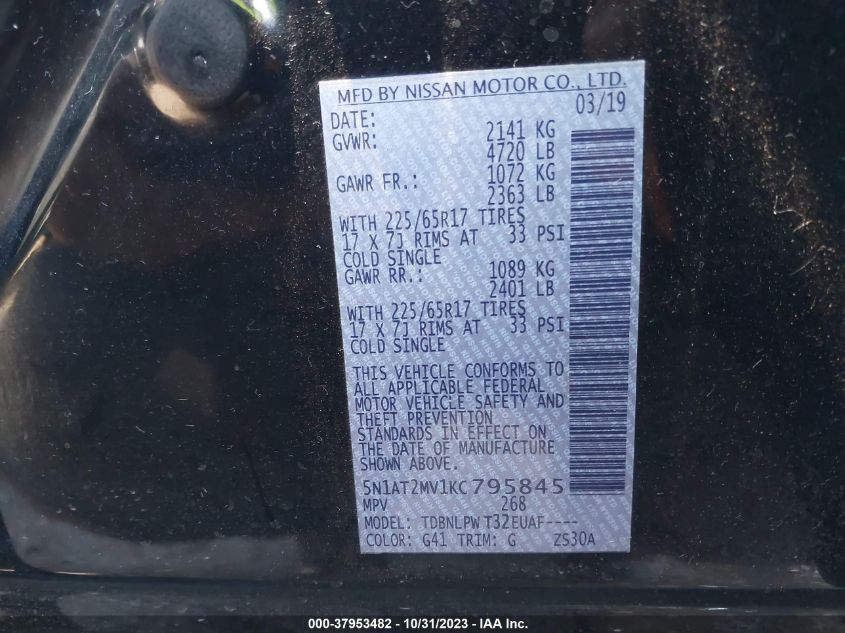 MFD BY NISSAN MOTOR CO., LTD.
DATE: 03/19
GVWR: 2141 KG
4720 LB
GAWR FR.: 1072 KG
2363 LB
WITH 225/65R17 TIRES
17 X 7J RIMS AT 33 PSI
COLD SINGLE
GAWR RR.: 1089 KG
2401 LB
WITH 225/65R17 TIRES
17 X 7J RIMS AT 33 PSI
COLD SINGLE
THIS VEHICLE CONFORMS TO
ALL APPLICABLE FEDERAL
MOTOR VEHICLE SAFETY AND
THEFT PREVENTION
STANDARDS IN EFFECT ON
THE DATE OF MANUFACTURE
SHOWN ABOVE.
5N1AT2MV1KC795845
MPV 268
MODEL: TDBNLPW T32EUAF----
COLOR: G41 TRIM: G ZS30A
000-37953482 - 10/31/2023 - IAA Inc.